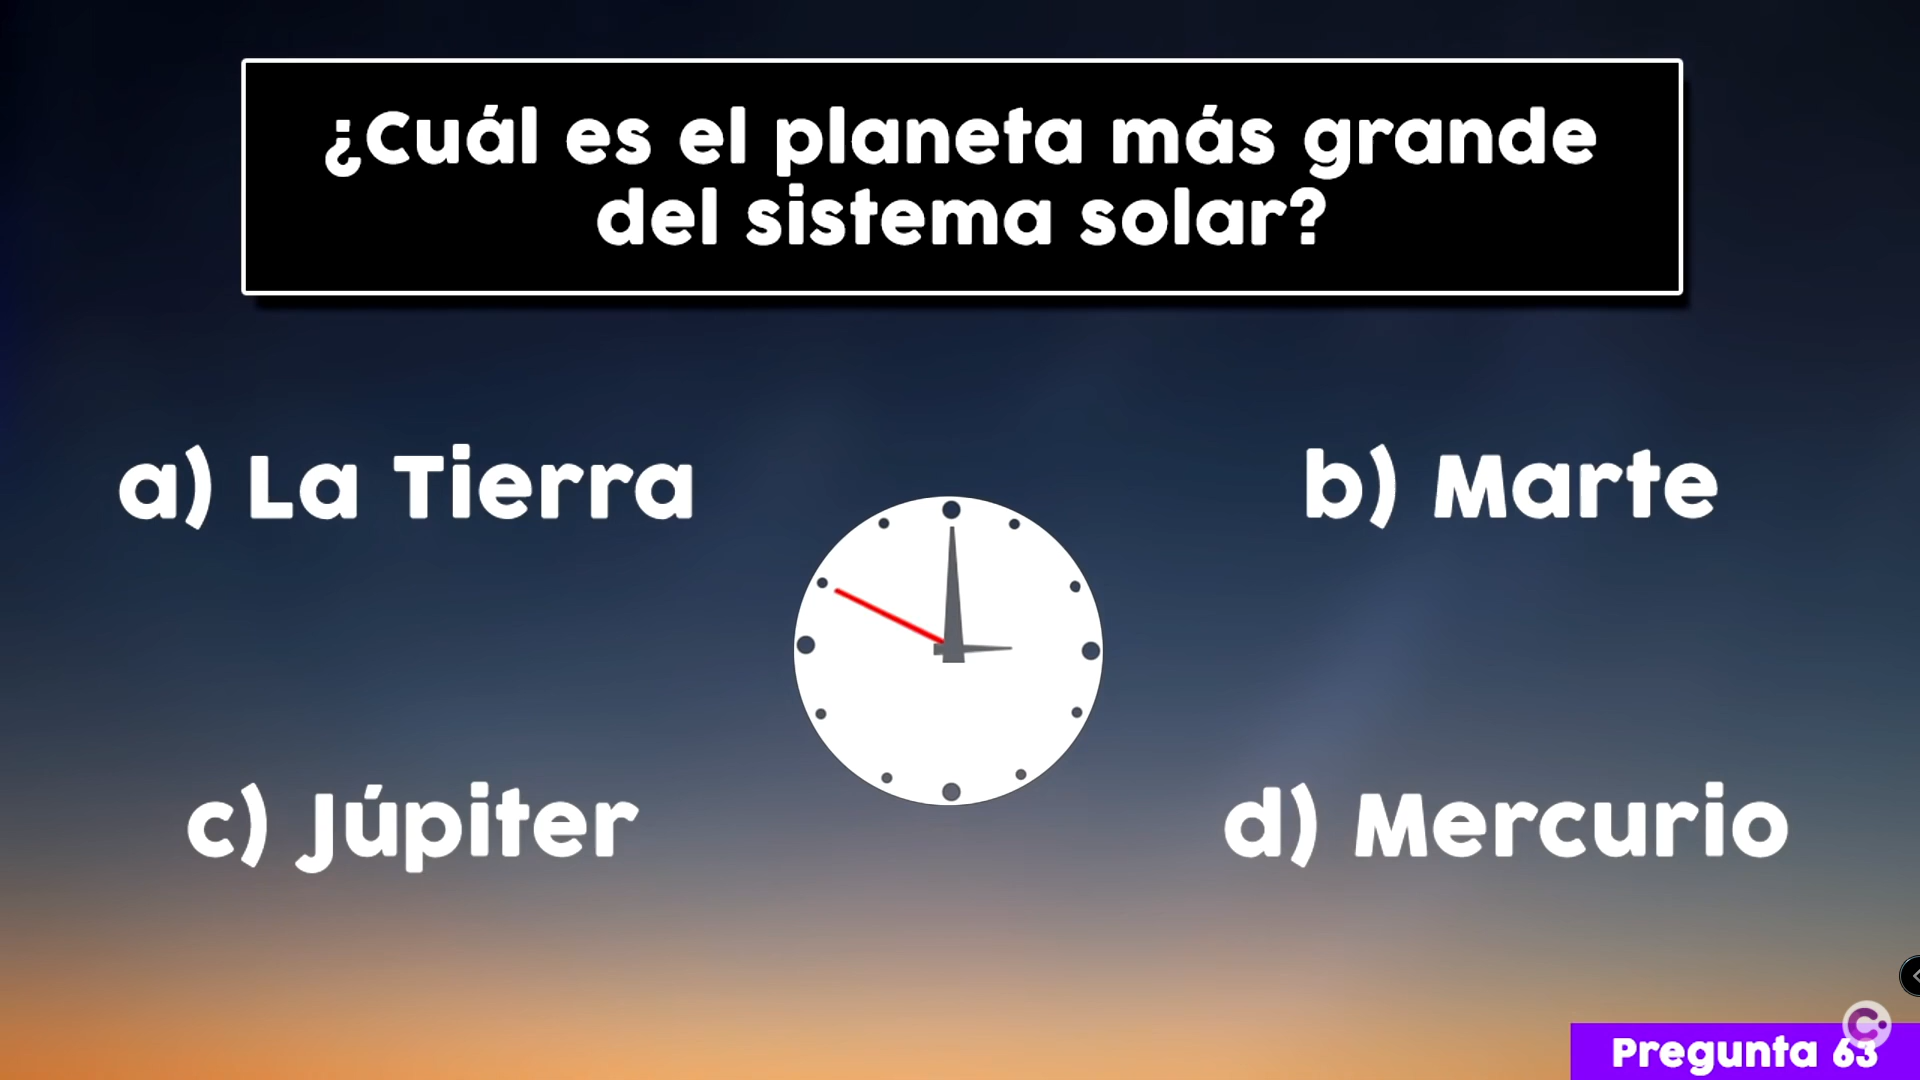 ¿Cuál es el planeta más grande
del sistema solar?
a) La Tierra
b) Marte
c) Júpiter
d) Mercurio
Pregunta 63